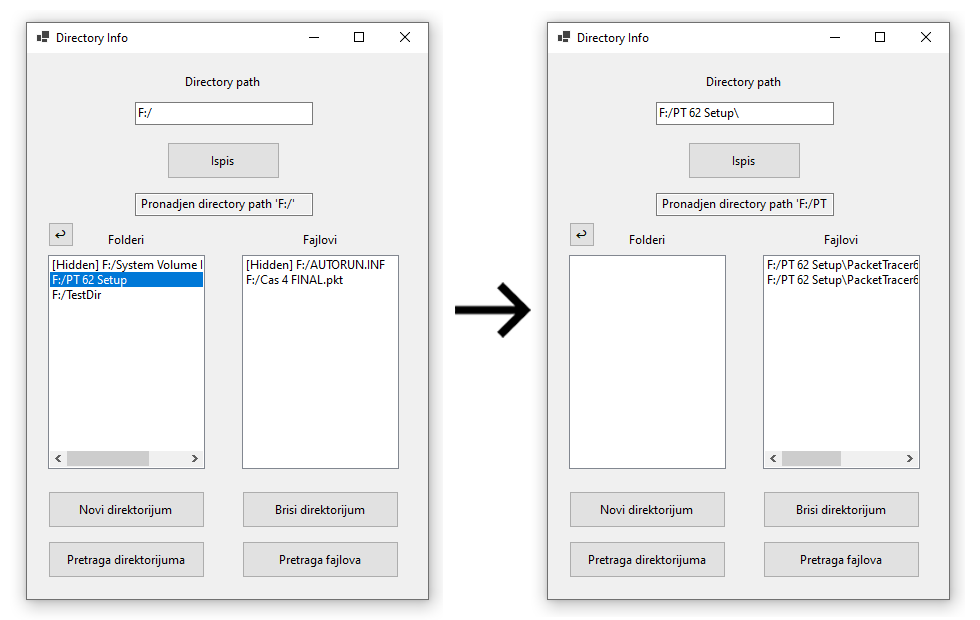 Directory Info
Directory path
F:/
Ispis
Pronadjen directory path 'F:/'
Folderi
Fajlovi
[Hidden] F:/System Volume I
F:/PT 62 Setup
F:/TestDir
[Hidden] F:/AUTORUN.INF
F:/Cas 4 FINAL.pkt
Novi direktorijum
Brisi direktorijum
Pretraga direktorijuma
Pretraga fajlova
Directory Info
Directory path
F:/PT 62 Setup\
Ispis
Pronadjen directory path 'F:/PT
Folderi
Fajlovi
F:/PT 62 Setup\PacketTracer6
F:/PT 62 Setup\PacketTracer6
Novi direktorijum
Brisi direktorijum
Pretraga direktorijuma
Pretraga fajlova